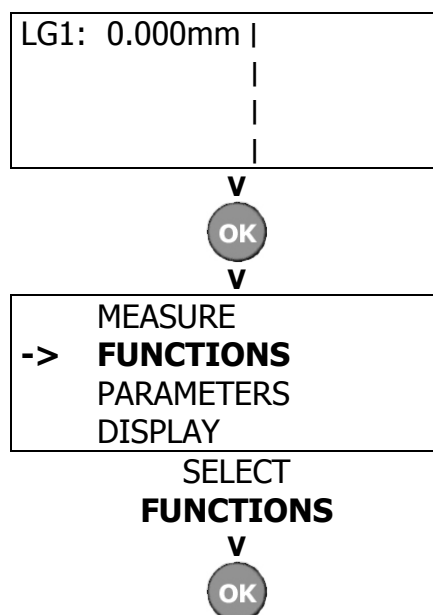 LG1: 0.000mm |
|
|
|
v
OK
v
MEASURE
-> FUNCTIONS
PARAMETERS
DISPLAY
SELECT
FUNCTIONS
v
OK